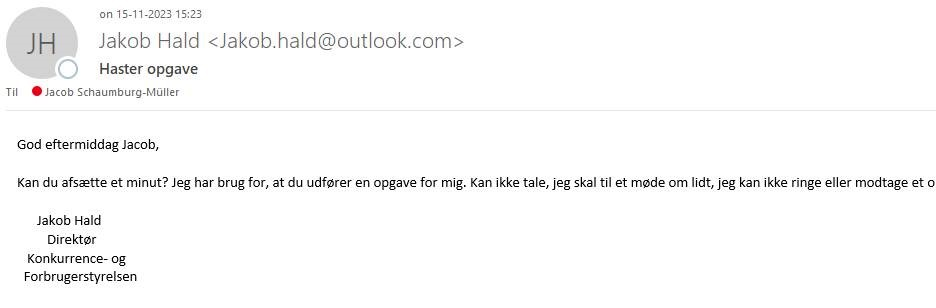 on 15-11-2023 15:23
JH
Jakob Hald <Jakob.hald@outlook.com>
Haster opgave
Til Jacob Schaumburg-Müller
God eftermiddag Jacob,
Kan du afsætte et minut? Jeg har brug for, at du udfører en opgave for mig. Kan ikke tale, jeg skal til et møde om lidt, jeg kan ikke ringe eller modtage et o
Jakob Hald
Direktør
Konkurrence- og
Forbrugerstyrelsen